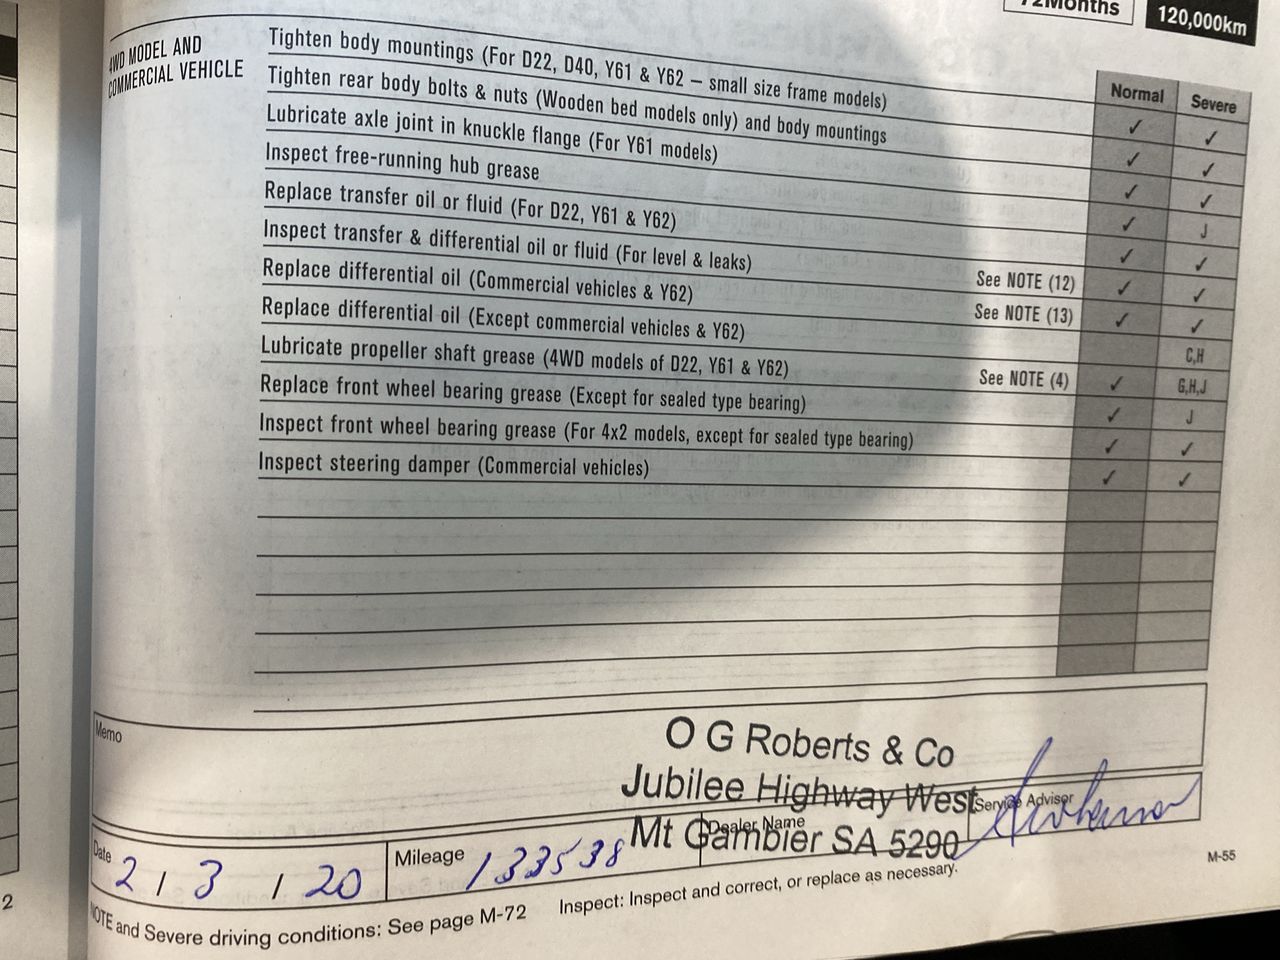 72Months 120,000km
4WD MODEL AND
COMMERCIAL VEHICLE
Normal Severe
Tighten body mountings (For D22, D40, Y61 & Y62 – small size frame models) ✓ ✓
Tighten rear body bolts & nuts (Wooden bed models only) and body mountings ✓ ✓
Lubricate axle joint in knuckle flange (For Y61 models) ✓ ✓
Inspect free-running hub grease ✓ J
Replace transfer oil or fluid (For D22, Y61 & Y62) ✓ ✓
Inspect transfer & differential oil or fluid (For level & leaks) See NOTE (12) ✓ ✓
Replace differential oil (Commercial vehicles & Y62) See NOTE (13) ✓ ✓
Replace differential oil (Except commercial vehicles & Y62) C,H
Lubricate propeller shaft grease (4WD models of D22, Y61 & Y62) See NOTE (4) ✓ G,H,J
Replace front wheel bearing grease (Except for sealed type bearing) ✓ J
Inspect front wheel bearing grease (For 4x2 models, except for sealed type bearing) ✓ ✓
Inspect steering damper (Commercial vehicles) ✓ ✓
Memo
O G Roberts & Co
Jubilee Highway West
Mt Gambier SA 5290
Date 2 / 3 / 20
Mileage 133538
Dealer Name
Service Advisor
M-55
NOTE and Severe driving conditions: See page M-72
Inspect: Inspect and correct, or replace as necessary.
2